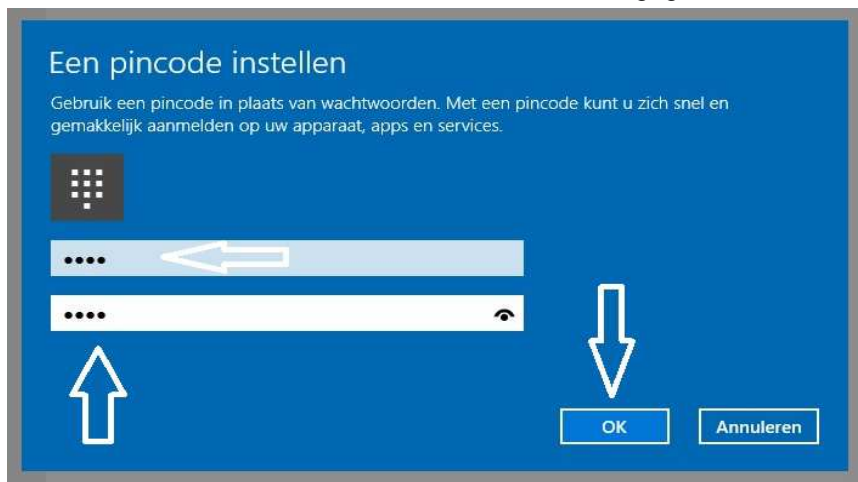 Een pincode instellen
Gebruik een pincode in plaats van wachtwoorden. Met een pincode kunt u zich snel en
gemakkelijk aanmelden op uw apparaat, apps en services.
••••
••••
OK Annuleren